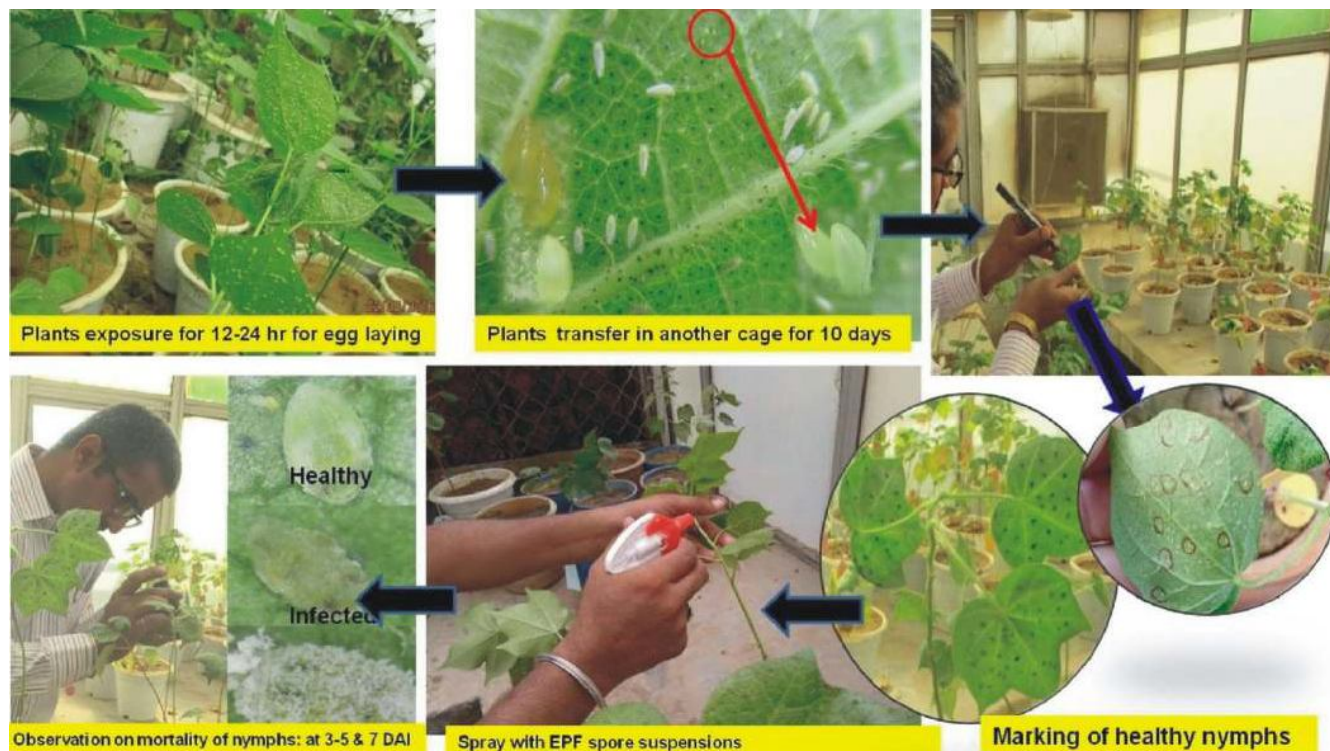 Plants exposure for 12-24 hr for egg laying
Plants transfer in another cage for 10 days
Marking of healthy nymphs
Spray with EPF spore suspensions
Healthy
Infected
Observation on mortality of nymphs: at 3-5 & 7 DAI